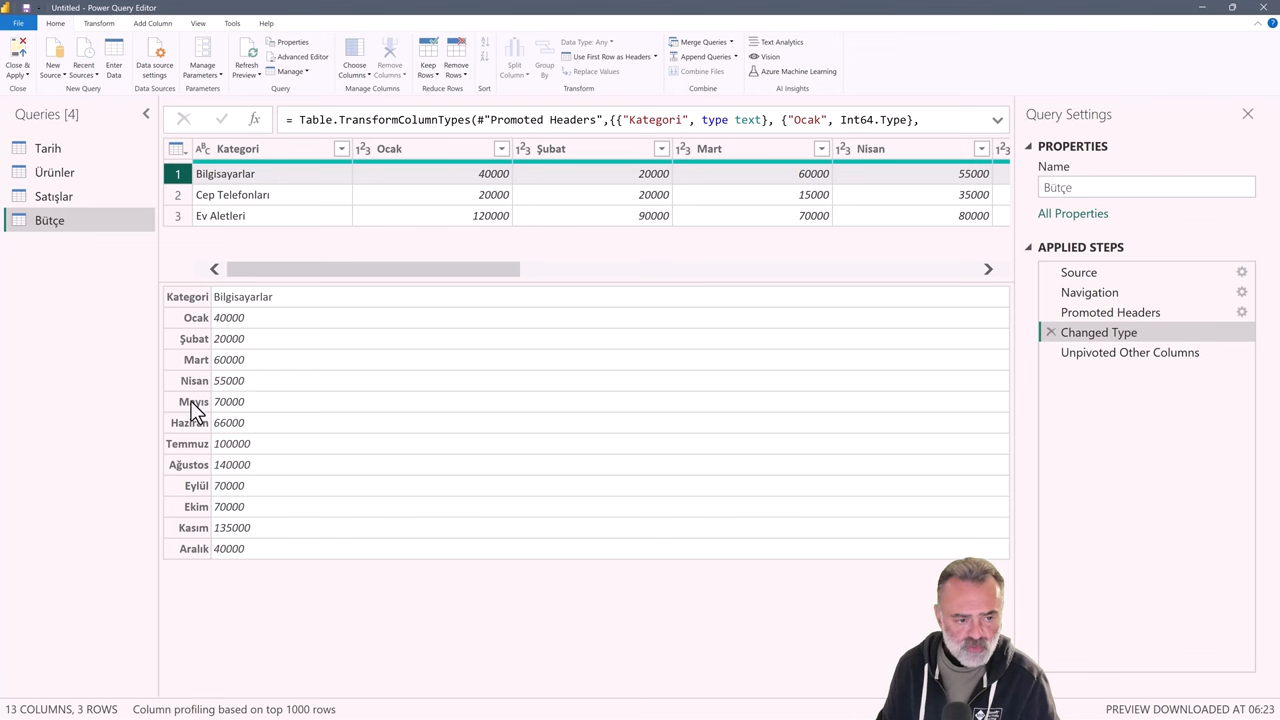 Untitled - Power Query Editor
File Home Transform Add Column View Tools Help
Close & Apply
New Source
Recent Sources
Enter Data
Data source settings
Manage Parameters
Refresh Preview
Properties
Advanced Editor
Manage
Choose Columns
Remove Columns
Keep Rows
Remove Rows
Split Column
Group By
Data Type: Any
Use First Row as Headers
Replace Values
Merge Queries
Append Queries
Combine Files
Text Analytics
Vision
Azure Machine Learning
Close New Query Data Sources Parameters Query Manage Columns Reduce Rows Sort Transform Combine AI Insights
Queries [4]
Tarih
Ürünler
Satışlar
Bütçe
fx = Table.TransformColumnTypes(#"Promoted Headers",{{"Kategori", type text}, {"Ocak", Int64.Type},
ABC Kategori 123 Ocak 123 Şubat 123 Mart 123 Nisan
1 Bilgisayarlar 40000 20000 60000 55000
2 Cep Telefonları 20000 20000 15000 35000
3 Ev Aletleri 120000 90000 70000 80000
Kategori Bilgisayarlar
Ocak 40000
Şubat 20000
Mart 60000
Nisan 55000
Mayıs 70000
Haziran 66000
Temmuz 100000
Ağustos 140000
Eylül 70000
Ekim 70000
Kasım 135000
Aralık 40000
Query Settings
PROPERTIES
Name
Bütçe
All Properties
APPLIED STEPS
Source
Navigation
Promoted Headers
Changed Type
Unpivoted Other Columns
13 COLUMNS, 3 ROWS Column profiling based on top 1000 rows PREVIEW DOWNLOADED AT 06:23